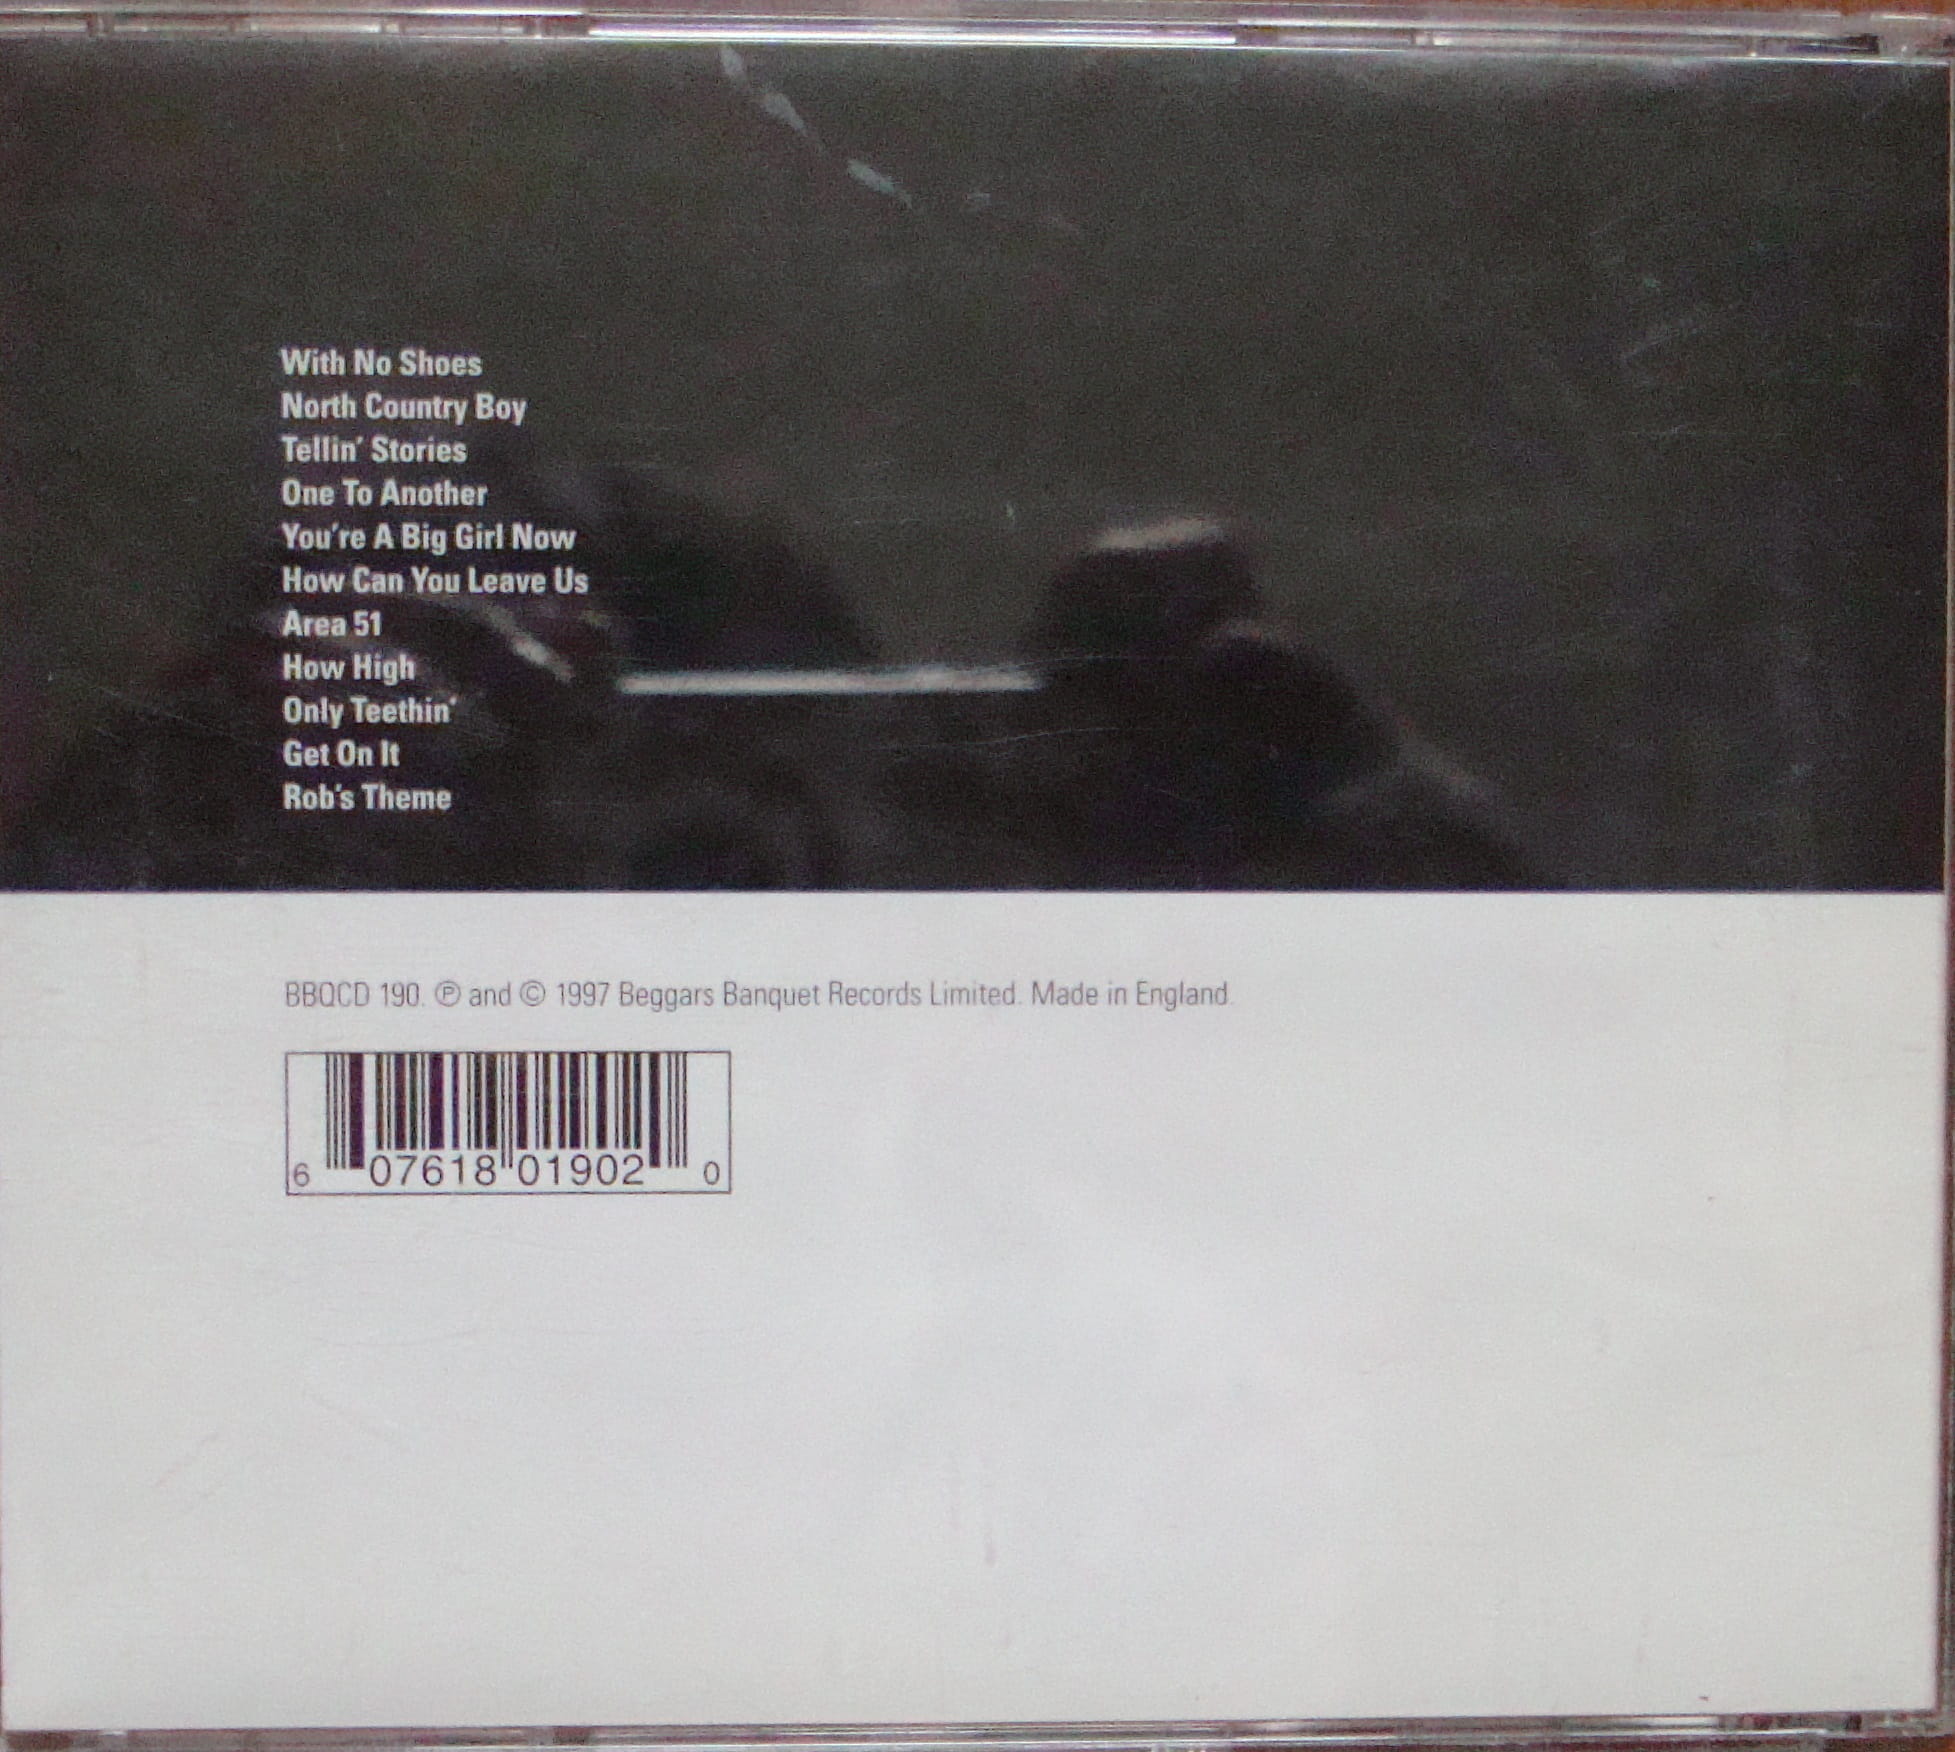 With No Shoes
North Country Boy
Tellin' Stories
One To Another
You're A Big Girl Now
How Can You Leave Us
Area 51
How High
Only Teethin'
Get On It
Rob's Theme
BBQCD 190. ℗ and © 1997 Beggars Banquet Records Limited. Made in England.
6 07618 01902 0